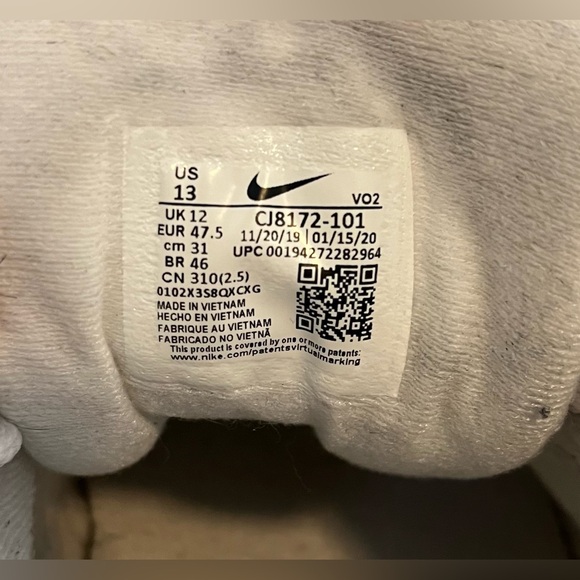 US
13
VO2
UK 12
EUR 47.5
cm 31
BR 46
CN 310(2.5)
CJ8172-101
11/20/19 | 01/15/20
UPC 00194272282964
0102X3S8QXCXG
MADE IN VIETNAM
HECHO EN VIETNAM
FABRIQUE AU VIETNAM
FABRICADO NO VIETNÃ
This product is covered by one or more patents:
www.nike.com/patentsvirtualmarking